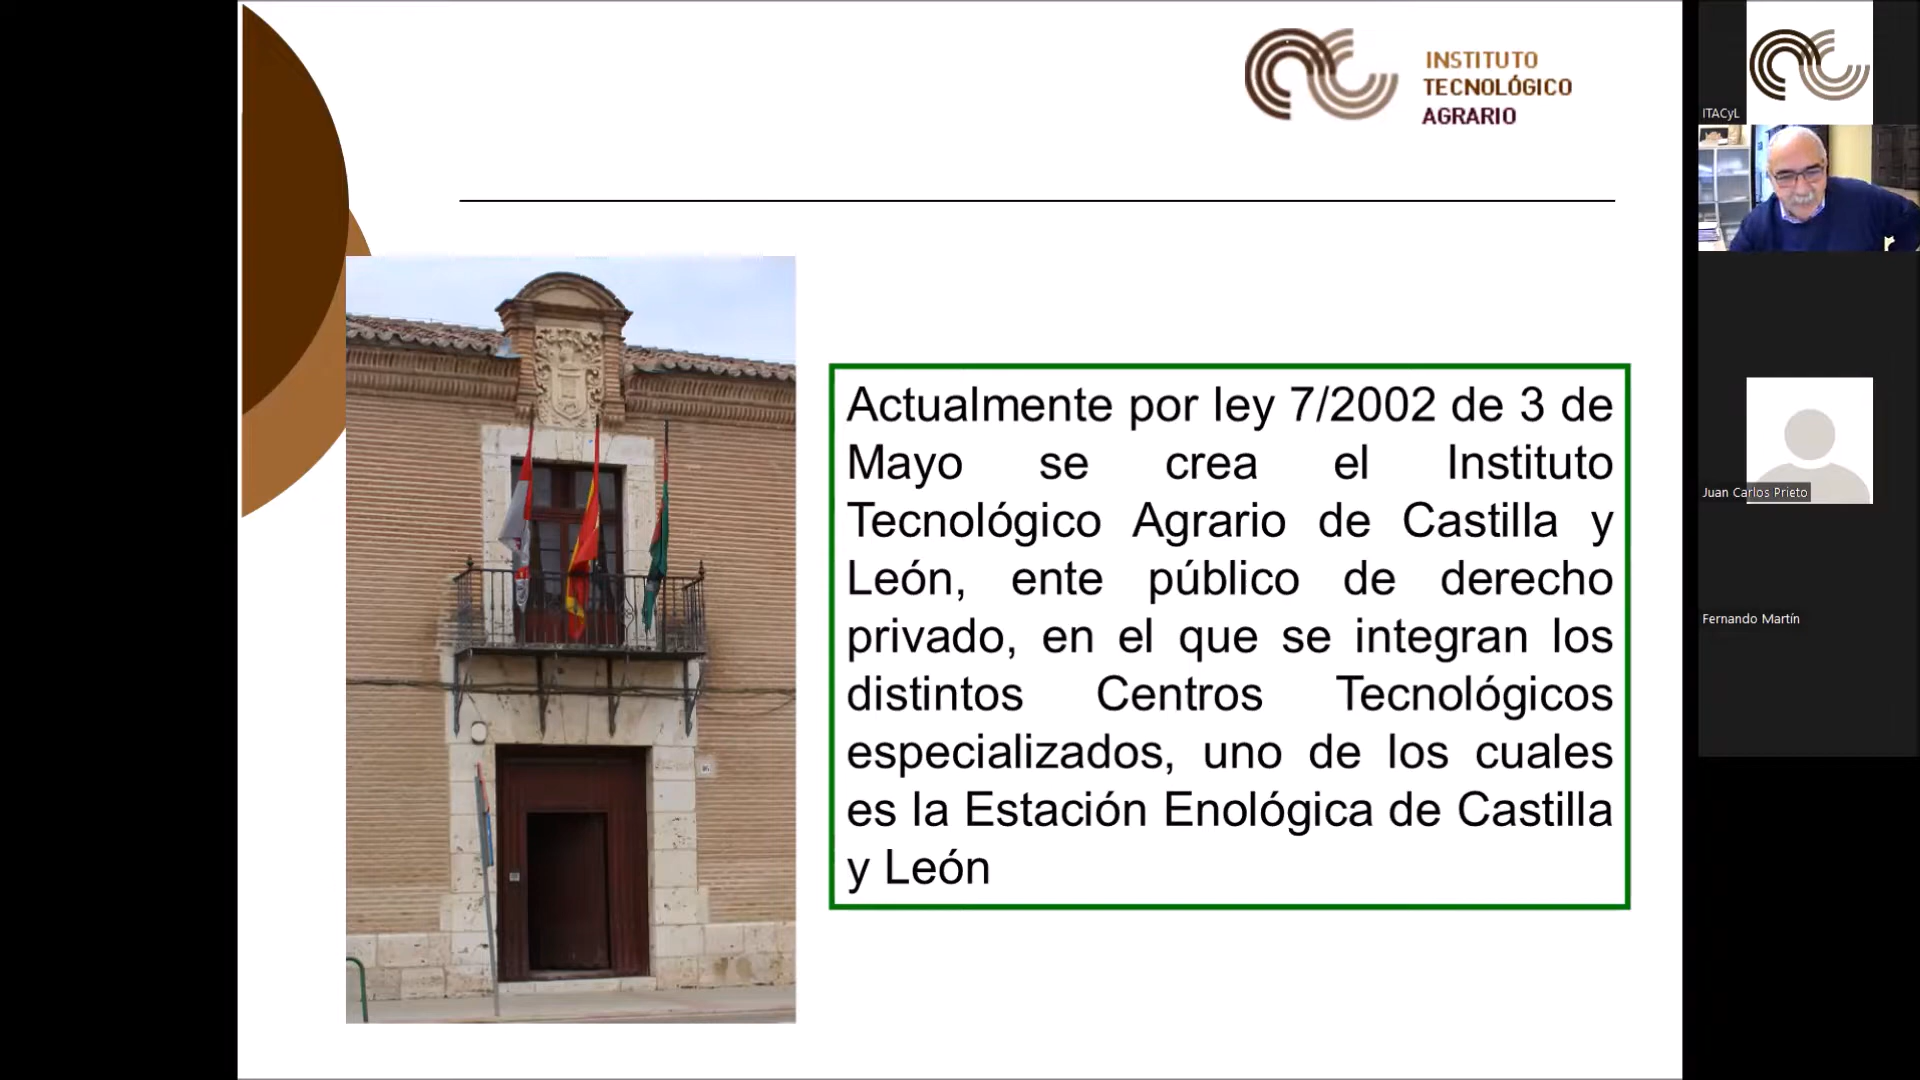 INSTITUTO
TECNOLÓGICO
AGRARIO
Actualmente por ley 7/2002 de 3 de
Mayo se crea el Instituto
Tecnológico Agrario de Castilla y
León, ente público de derecho
privado, en el que se integran los
distintos Centros Tecnológicos
especializados, uno de los cuales
es la Estación Enológica de Castilla
y León
ITACyL
Juan Carlos Prieto
Fernando Martín